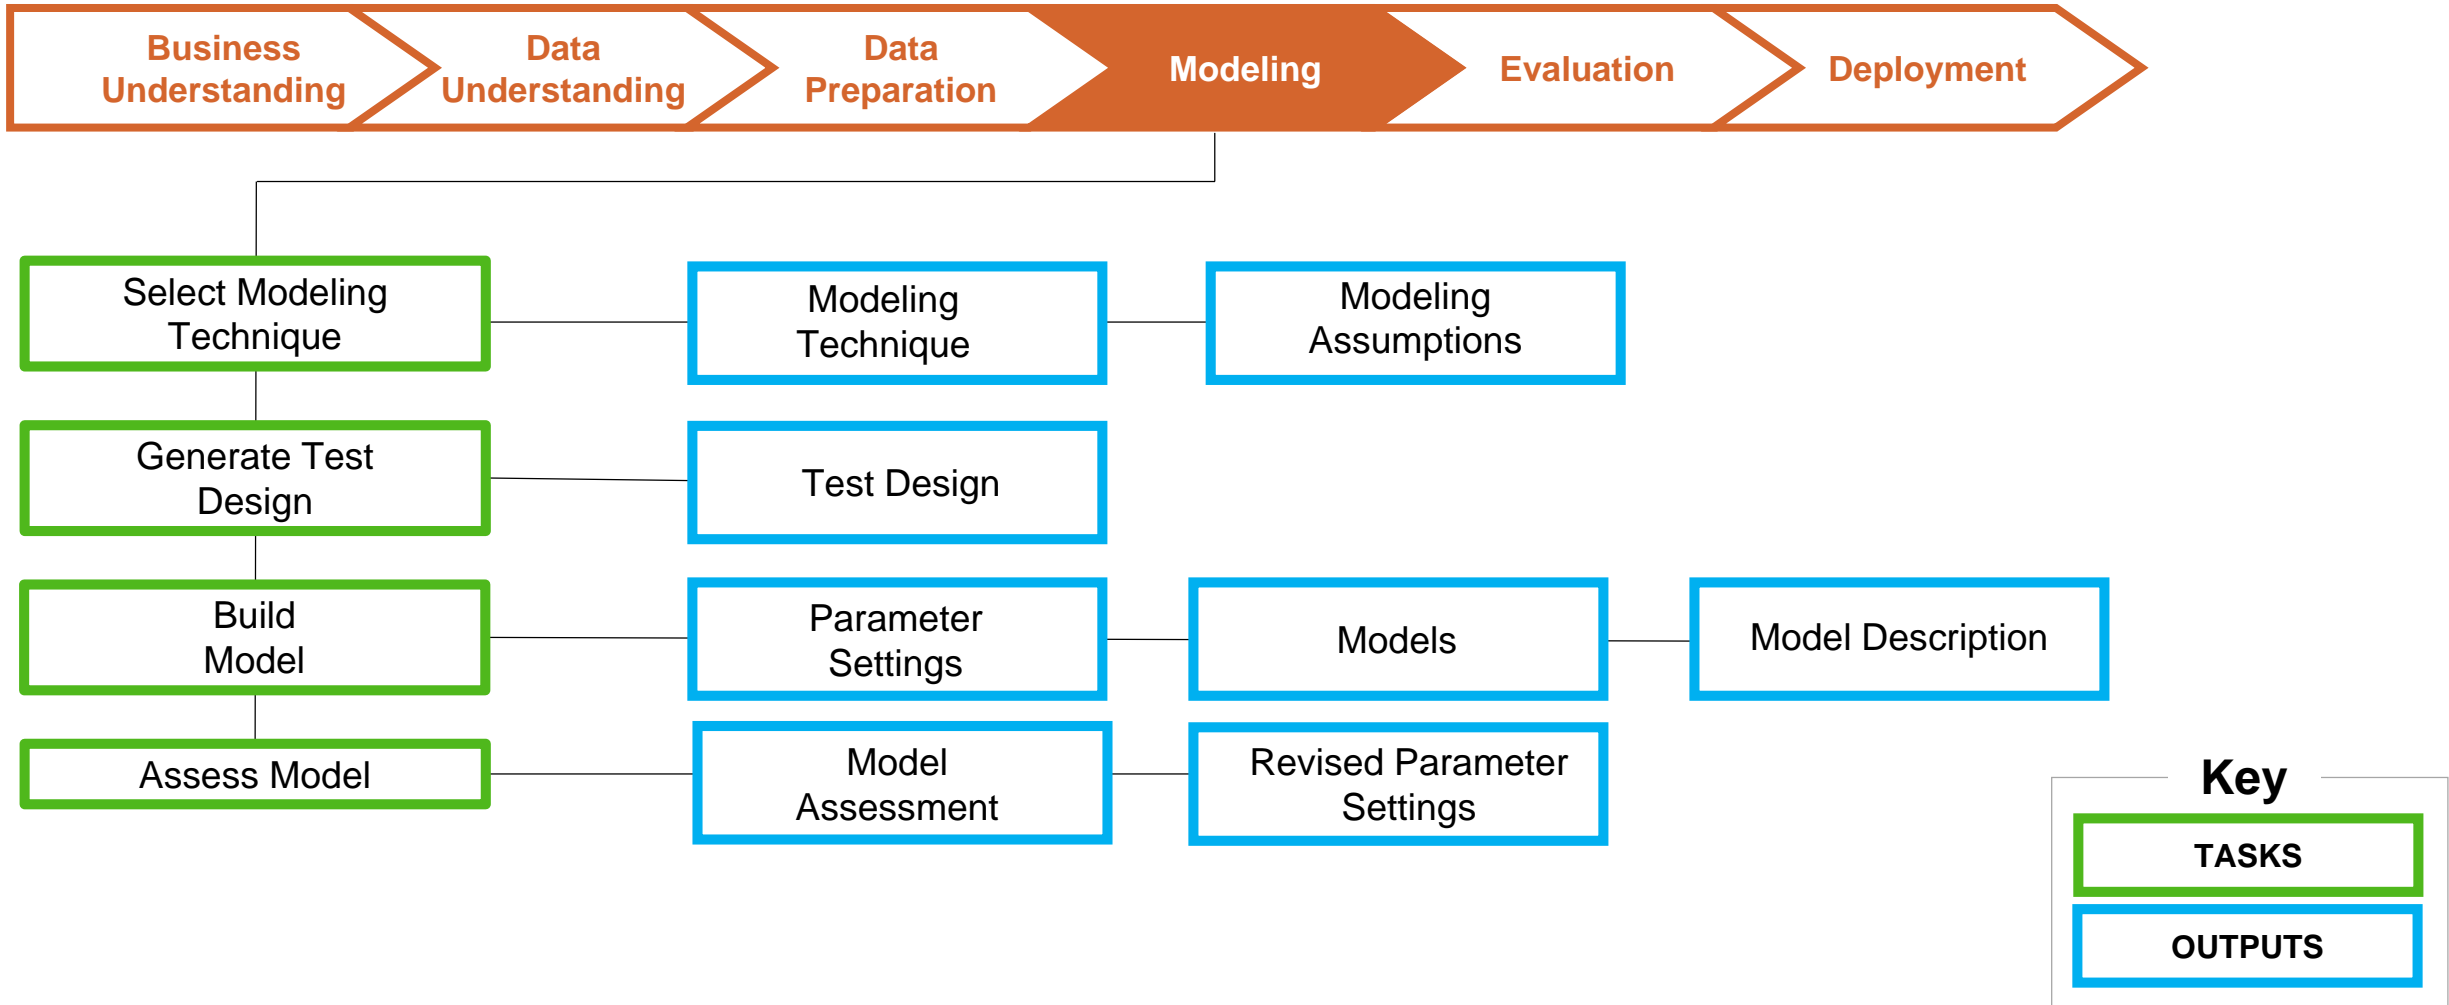 Business
Understanding
Data
Understanding
Data
Preparation
Modeling
Evaluation
Deployment
Select Modeling
Technique
Modeling
Technique
Modeling
Assumptions
Generate Test
Design
Test Design
Build
Model
Parameter
Settings
Models
Model Description
Assess Model
Model
Assessment
Revised Parameter
Settings
Key
TASKS
OUTPUTS